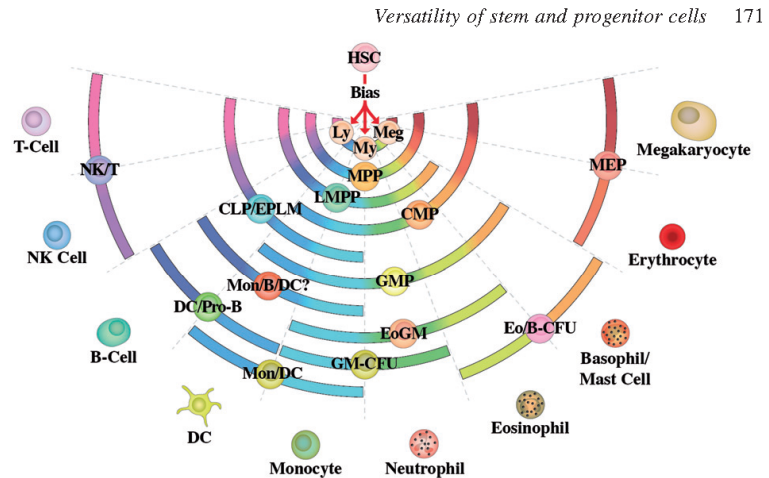 Versatility of stem and progenitor cells 171
HSC
Bias
Ly
Meg
My
MPP
LMPP
CLP/EPLM
CMP
NK/T
MEP
T-Cell
Megakaryocyte
NK Cell
Erythrocyte
Mon/B/DC?
GMP
DC/Pro-B
EoGM
Eo/B-CFU
B-Cell
Basophil/
Mast Cell
Mon/DC
GM-CFU
DC
Eosinophil
Monocyte
Neutrophil